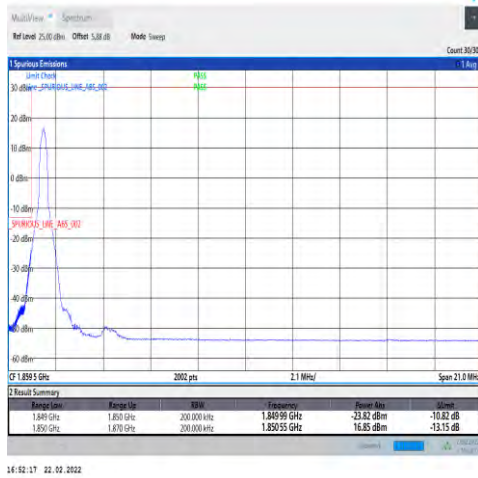 MultiView Spectrum
Ref Level 25.00 dBm Offset 5.88 dB Mode Sweep
Count 30/30
1 Spurious Emissions 1 Avg
Limit Check PASS
Line _SPURIOUS_LINE_ABS_002 PASS
30 dBm
20 dBm
10 dBm
0 dBm
-10 dBm
_SPURIOUS_LINE_ABS_002
-20 dBm
-30 dBm
-40 dBm
-50 dBm
-60 dBm
CF 1.8595 GHz 2002 pts 2.1 MHz/ Span 21.0 MHz
2 Result Summary
Range Low Range Up RBW Frequency Power Abs ΔLimit
1.849 GHz 1.850 GHz 200.000 kHz 1.84999 GHz -23.82 dBm -10.82 dB
1.850 GHz 1.870 GHz 200.000 kHz 1.85055 GHz 16.85 dBm -13.15 dB
16:52:17 22.02.2022